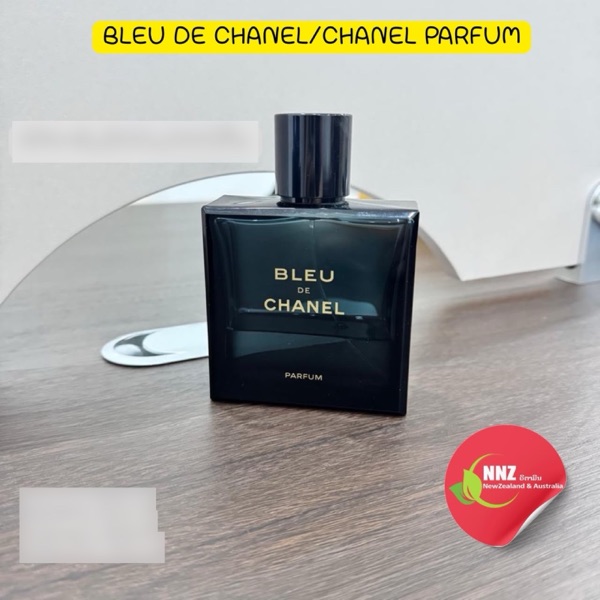 BLEU DE CHANEL/CHANEL PARFUM
BLEU
DE
CHANEL
PARFUM
NNZ
NewZealand & Australia